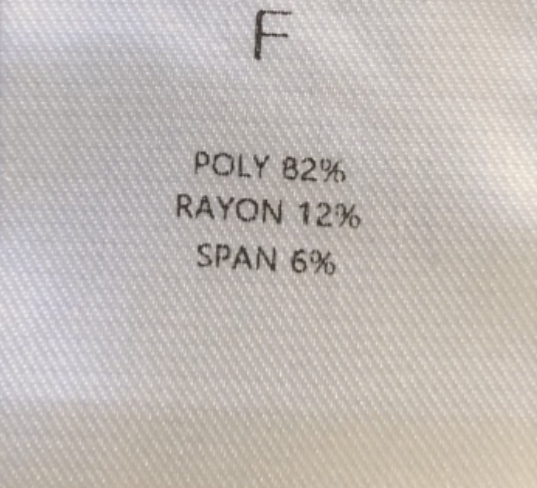 F
POLY 82%
RAYON 12%
SPAN 6%